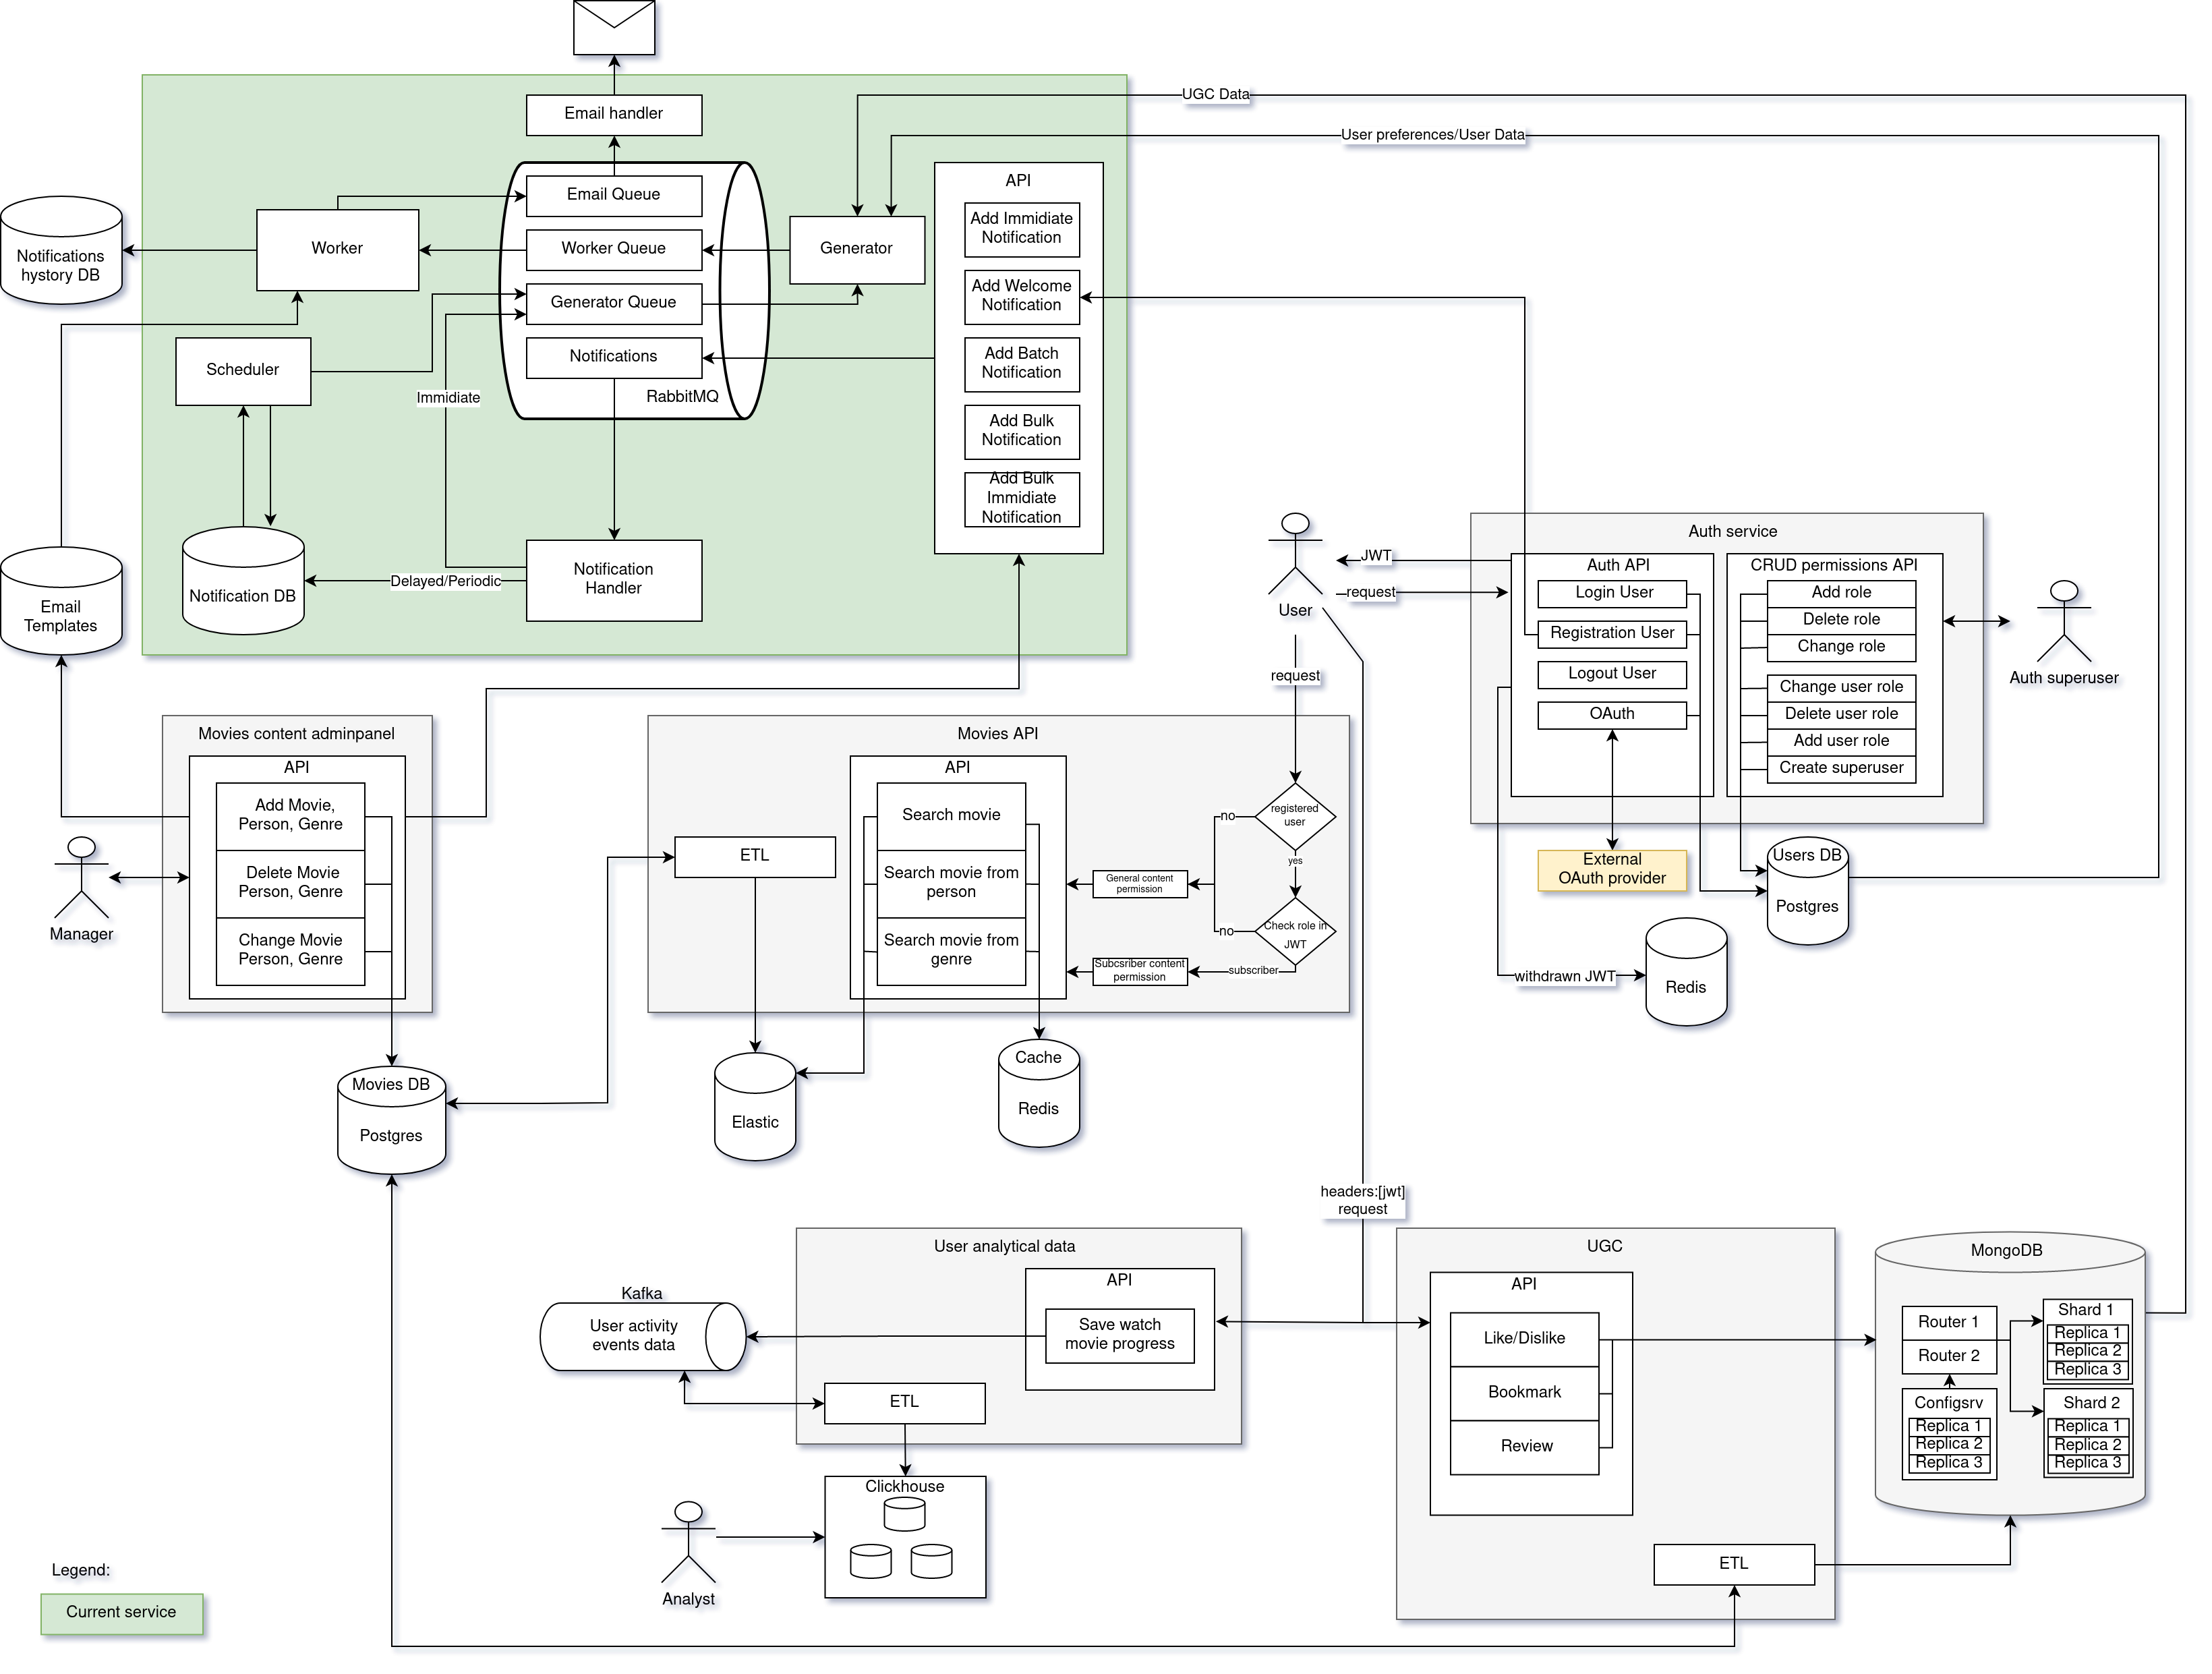 UGC Data
Email handler
User preferences/User Data
API
Email Queue
Add Immidiate
Notification
Notifications
hystory DB
Worker
Worker Queue
Generator
Add Welcome
Notification
Generator Queue
Scheduler
Notifications
Add Batch
Notification
Immidiate
RabbitMQ
Add Bulk
Notification
Add Bulk
Immidiate
Notification
Email
Templates
Notification DB
Delayed/Periodic
Notification
Handler
User
JWT
request
request
Auth service
Auth API
Login User
Registration User
Logout User
OAuth
CRUD permissions API
Add role
Delete role
Change role
Change user role
Delete user role
Add user role
Create superuser
Auth superuser
External
OAuth provider
Users DB
Postgres
withdrawn JWT
Redis
Movies content adminpanel
API
Add Movie,
Person, Genre
Delete Movie
Person, Genre
Change Movie
Person, Genre
Manager
Movies DB
Postgres
Movies API
ETL
API
Search movie
Search movie from
person
Search movie from
genre
General content
permission
Subcsriber content
permission
no
registered
user
yes
no
Check role in
JWT
subscriber
Elastic
Cache
Redis
headers:[jwt]
request
User analytical data
API
Save watch
movie progress
Kafka
User activity
events data
ETL
Clickhouse
Analyst
UGC
API
Like/Dislike
Bookmark
Review
ETL
MongoDB
Router 1
Router 2
Configsrv
Replica 1
Replica 2
Replica 3
Shard 1
Replica 1
Replica 2
Replica 3
Shard 2
Replica 1
Replica 2
Replica 3
Legend:
Current service